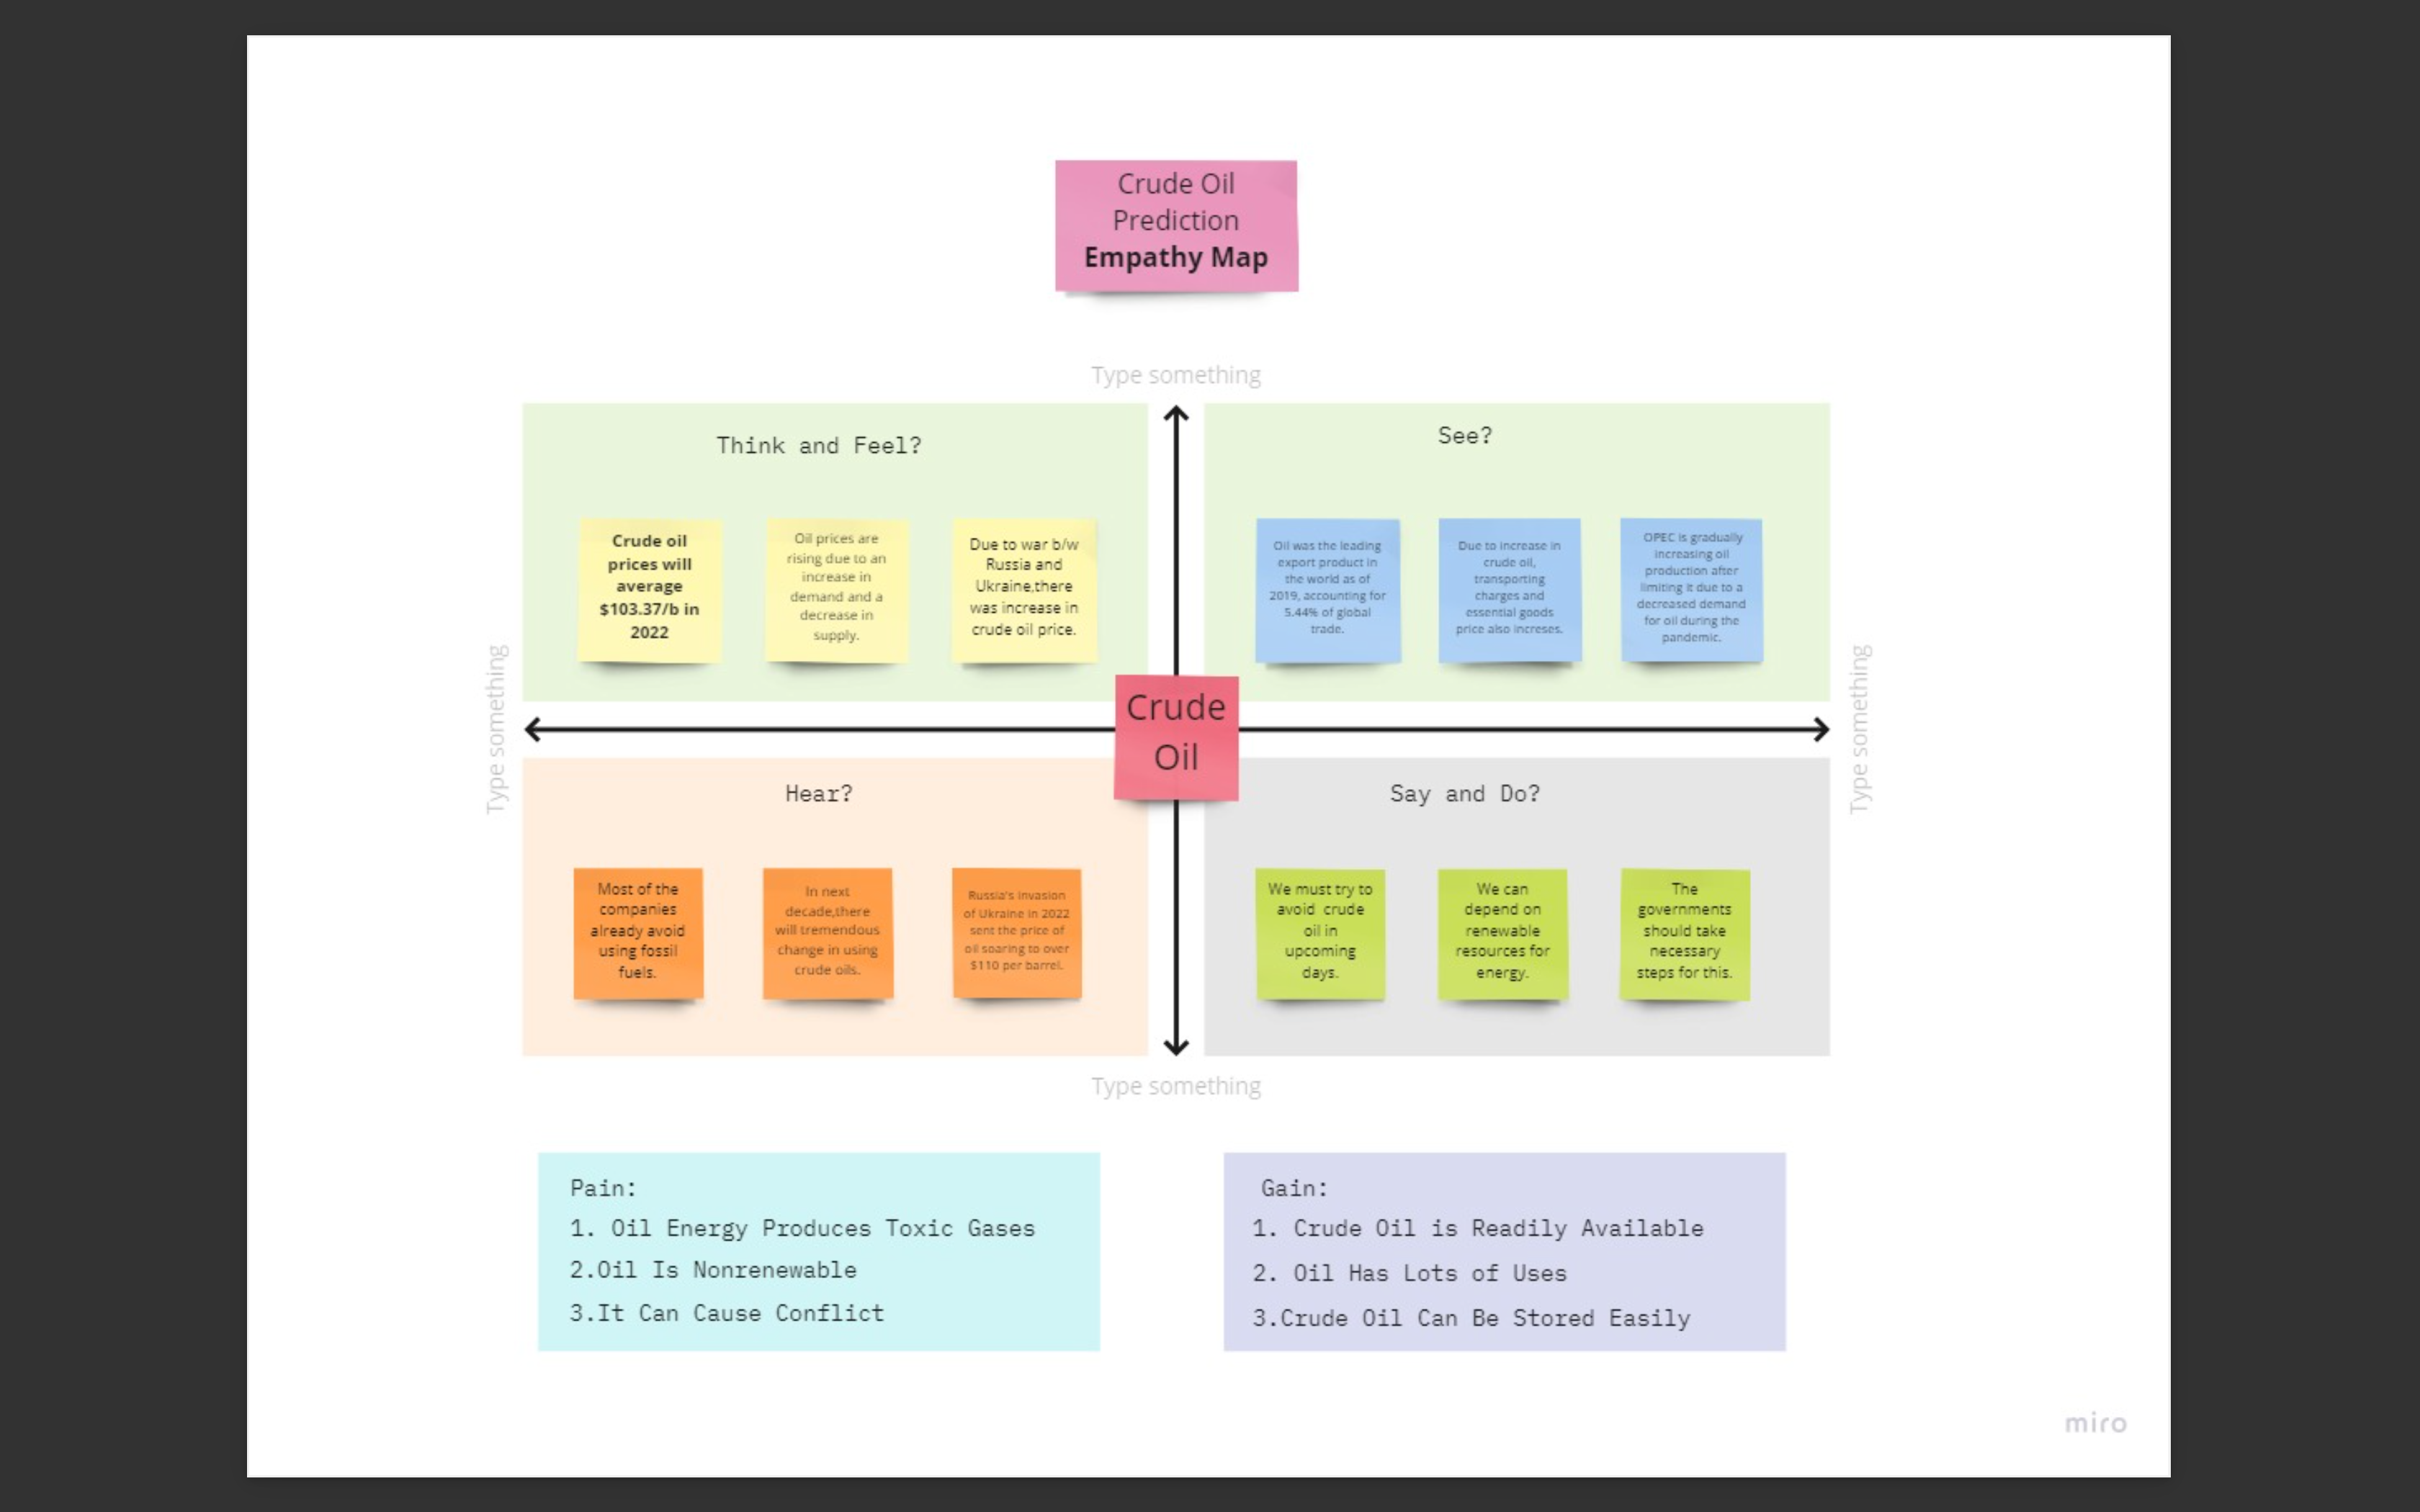 Crude Oil
Prediction
Empathy Map
Type something
Think and Feel?
Crude oil
prices will
average
$103.37/b in
2022
Oil prices are
rising due to an
increase in
demand and a
decrease in
supply.
Due to war b/w
Russia and
Ukraine,there
was increase in
crude oil price.
See?
Oil was the leading
export product in
the world as of
2019, accounting for
5.44% of global
trade.
Due to increase in
crude oil,
transporting
charges and
essential goods
price also increses.
OPEC is gradually
increasing oil
production after
limiting it due to a
decreased demand
for oil during the
pandemic.
Type something
Crude
Oil
Type something
Hear?
Most of the
companies
already avoid
using fossil
fuels.
In next
decade,there
will tremendous
change in using
crude oils.
Russia's invasion
of Ukraine in 2022
sent the price of
oil soaring to over
$110 per barrel.
Say and Do?
We must try to
avoid  crude
oil in
upcoming
days.
We can
depend on
renewable
resources for
energy.
The
governments
should take
necessary
steps for this.
Type something
Pain:
1. Oil Energy Produces Toxic Gases
2.Oil Is Nonrenewable
3.It Can Cause Conflict
Gain:
1. Crude Oil is Readily Available
2. Oil Has Lots of Uses
3.Crude Oil Can Be Stored Easily
miro